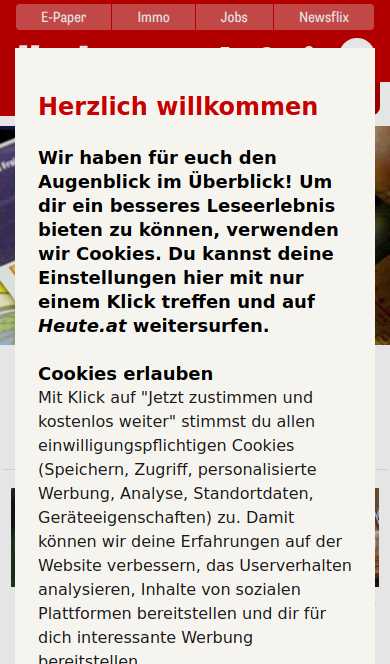 E-Paper
Immo
Jobs
Newsflix
Herzlich willkommen
Wir haben für euch den
Augenblick im Überblick! Um
dir ein besseres Leseerlebnis
bieten zu können, verwenden
wir Cookies. Du kannst deine
Einstellungen hier mit nur
einem Klick treffen und auf
Heute.at weitersurfen.
Cookies erlauben
Mit Klick auf "Jetzt zustimmen und
kostenlos weiter" stimmst du allen
einwilligungspflichtigen Cookies
(Speichern, Zugriff, personalisierte
Werbung, Analyse, Standortdaten,
Geräteeigenschaften) zu. Damit
können wir deine Erfahrungen auf der
Website verbessern, das Userverhalten
analysieren, Inhalte von sozialen
Plattformen bereitstellen und dir für
dich interessante Werbung
bereitstellen